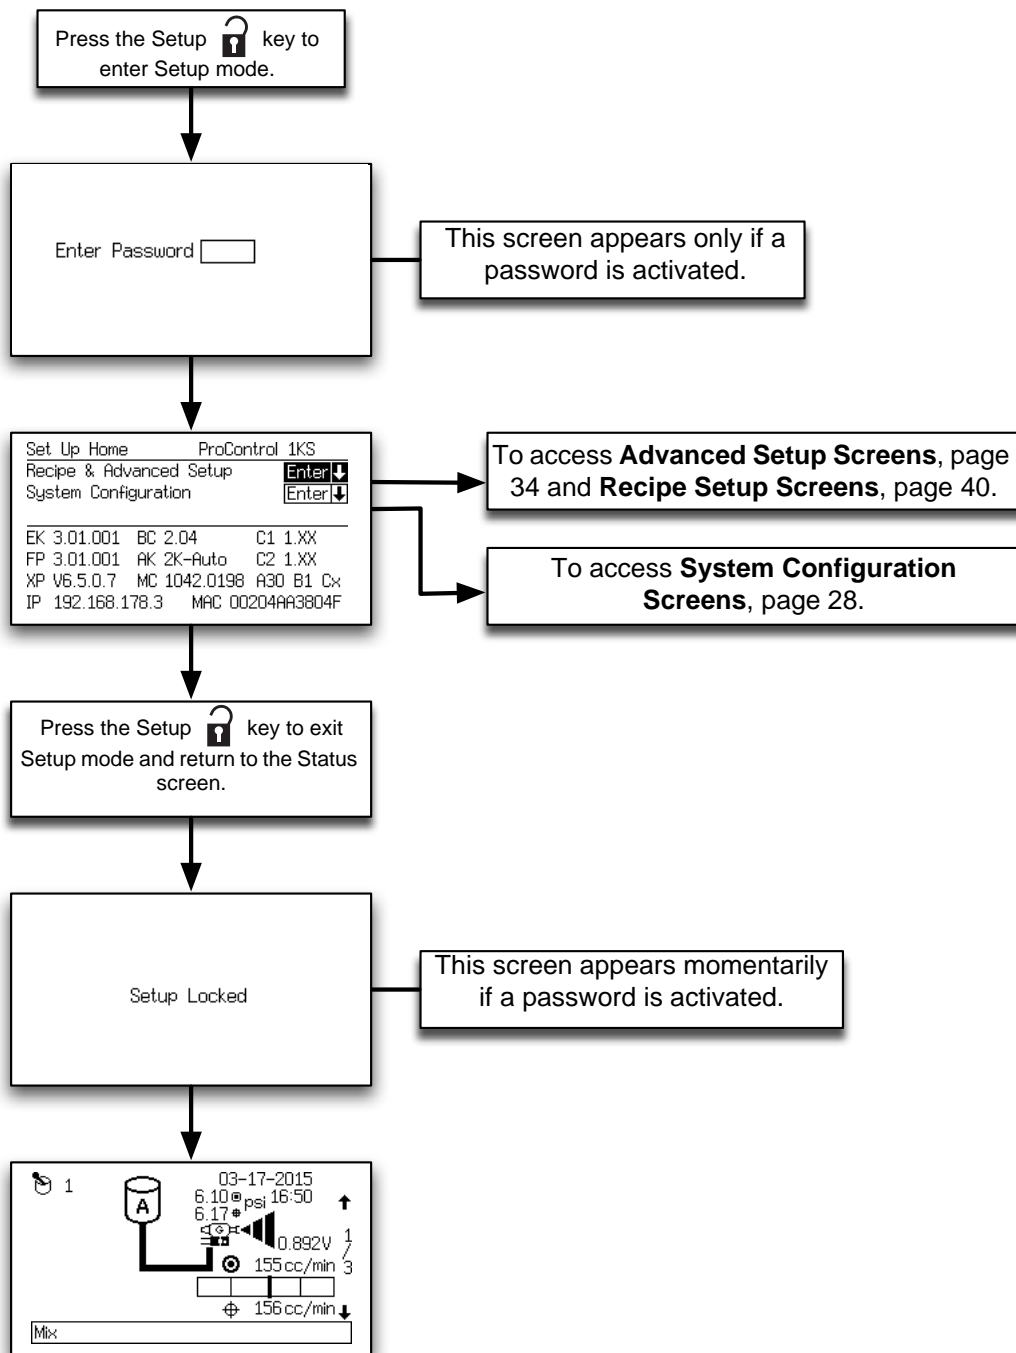 Press the Setup key to
enter Setup mode.
Enter Password
This screen appears only if a
password is activated.
Set Up Home ProControl 1KS
Recipe & Advanced Setup Enter
System Configuration Enter
EK 3.01.001 BC 2.04 C1 1.XX
FP 3.01.001 AK 2K-Auto C2 1.XX
XP V6.5.0.7 MC 1042.0198 A30 B1 Cx
IP 192.168.178.3 MAC 00204AA3804F
To access Advanced Setup Screens, page
34 and Recipe Setup Screens, page 40.
To access System Configuration
Screens, page 28.
Press the Setup key to exit
Setup mode and return to the Status
screen.
Setup Locked
This screen appears momentarily
if a password is activated.
1
A
03-17-2015
6.10 psi 16:50
6.17
G
0.892V
1/3
155 cc/min
156 cc/min
Mix